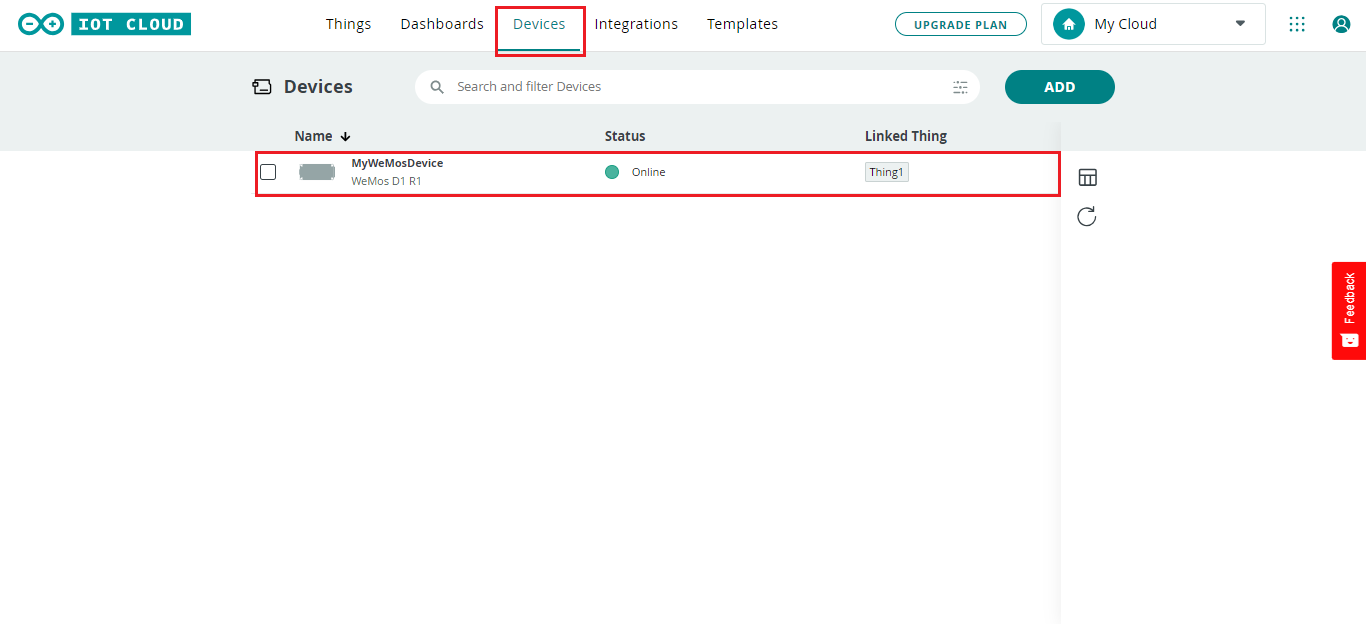 IOT CLOUD
Things Dashboards Devices Integrations Templates UPGRADE PLAN My Cloud
Devices Search and filter Devices ADD
Name Status Linked Thing
MyWeMosDevice
WeMos D1 R1 Online Thing1
Feedback